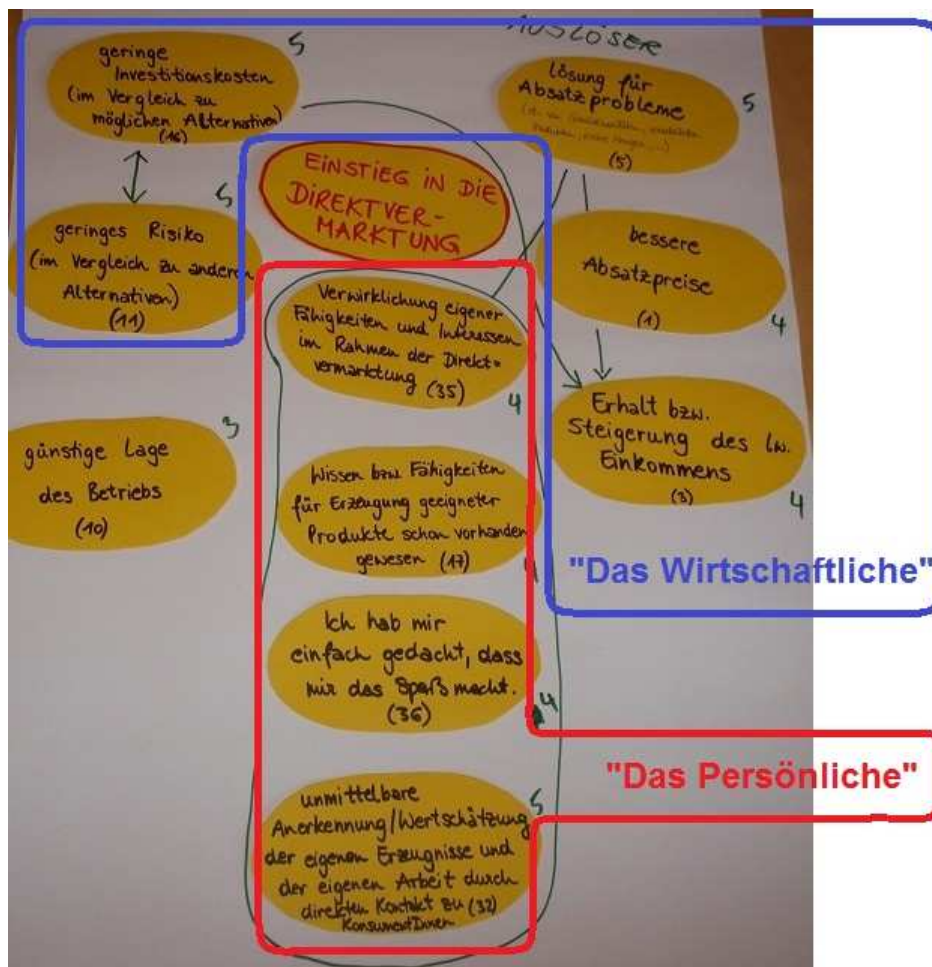 AUSLÖSER
geringe
Investitionskosten
(im Vergleich zu
möglichen Alternativen)
(16)
5
Lösung für
Absatzprobleme
(5)
5
EINSTIEG IN DIE
DIREKTVER-
MARKTUNG
geringes Risiko
(im Vergleich zu anderen
Alternativen)
(11)
5
bessere
Absatzpreise
(1)
4
Verwirklichung eigener
Fähigkeiten und Interessen
im Rahmen der Direkt=
vermarktung (35)
4
Erhalt bzw.
Steigerung des lw.
Einkommens
(3)
4
günstige Lage
des Betriebs
(10)
3
Wissen bzw. Fähigkeiten
für Erzeugung geeigneter
Produkte schon vorhanden
gewesen (17)
4
"Das Wirtschaftliche"
Ich hab mir
einfach gedacht, dass
mir das Spaß macht.
(36)
4
"Das Persönliche"
unmittelbare
Anerkennung/Wertschätzung
der eigenen Erzeugnisse und
der eigenen Arbeit durch
direkten Kontakt zu (32)
KonsumentInnen
5